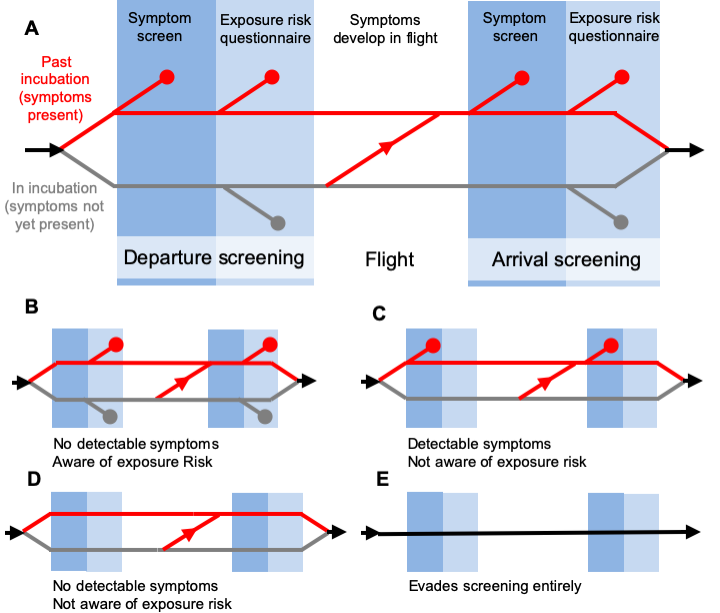 A
Symptom
screen
Exposure risk
questionnaire
Symptoms
develop in flight
Symptom
screen
Exposure risk
questionnaire
Past
incubation
(symptoms
present)
In incubation
(symptoms not
yet present)
Departure screening
Flight
Arrival screening
B
No detectable symptoms
Aware of exposure Risk
C
Detectable symptoms
Not aware of exposure risk
D
No detectable symptoms
Not aware of exposure risk
E
Evades screening entirely